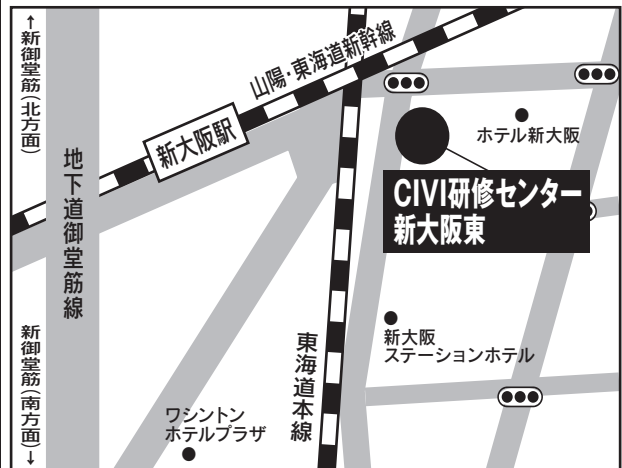 ↑新御堂筋（北方面）
山陽・東海道新幹線
新大阪駅
ホテル新大阪
地下道御堂筋線
CIVI研修センター
新大阪東
新大阪
ステーションホテル
東海道本線
新御堂筋（南方面）↓
ワシントン
ホテルプラザ